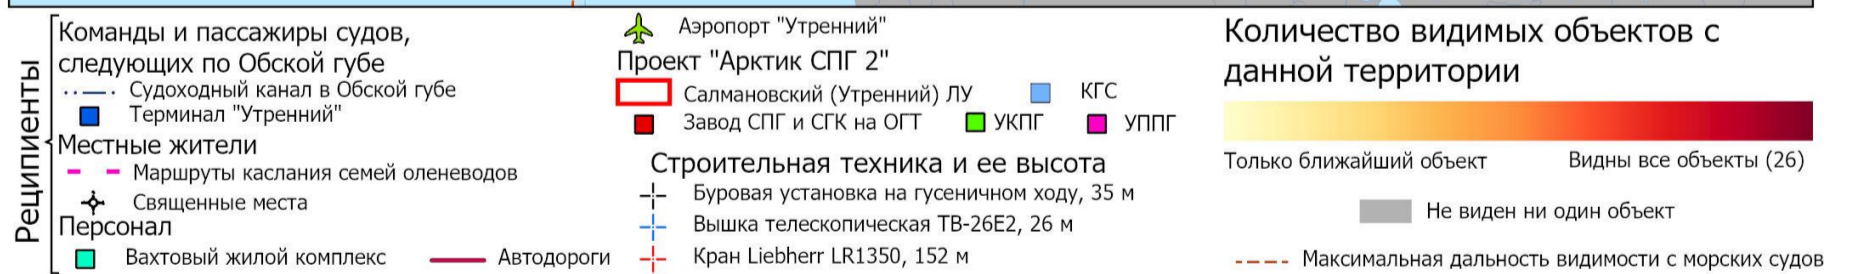 Реципиенты
Команды и пассажиры судов,
следующих по Обской губе
Судоходный канал в Обской губе
Терминал "Утренний"
Местные жители
Маршруты каслания семей оленеводов
Священные места
Персонал
Вахтовый жилой комплекс
Автодороги
Аэропорт "Утренний"
Проект "Арктик СПГ 2"
Салмановский (Утренний) ЛУ
КГС
Завод СПГ и СГК на ОГТ
УКПГ
УППГ
Строительная техника и ее высота
Буровая установка на гусеничном ходу, 35 м
Вышка телескопическая ТВ-26Е2, 26 м
Кран Liebherr LR1350, 152 м
Количество видимых объектов с
данной территории
Только ближайший объект
Видны все объекты (26)
Не виден ни один объект
Максимальная дальность видимости с морских судов